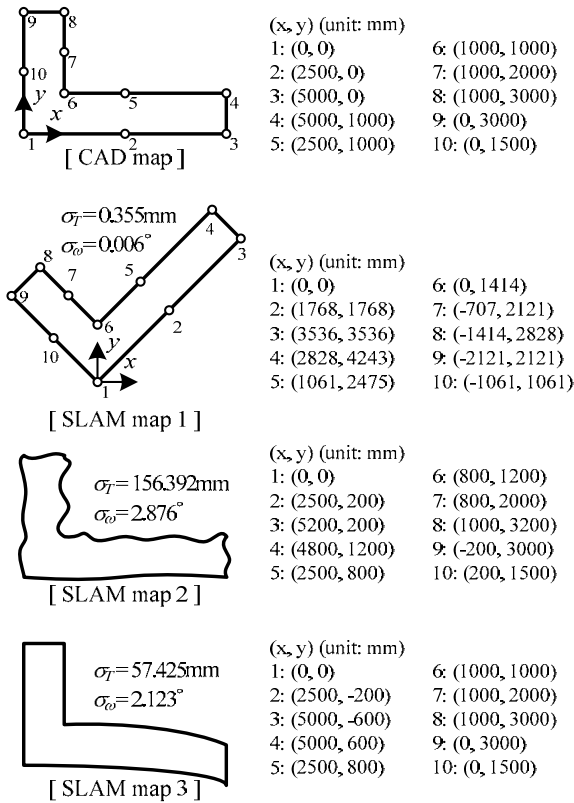 9 8
10 7
y
6 5 4
x
1 2 3
[ CAD map ]
(x, y) (unit: mm)
1: (0, 0) 6: (1000, 1000)
2: (2500, 0) 7: (1000, 2000)
3: (5000, 0) 8: (1000, 3000)
4: (5000, 1000) 9: (0, 3000)
5: (2500, 1000) 10: (0, 1500)
σT=0.355mm
σω=0.006°
4
3
8
7 5
9
2
6
10
y
x
1
[ SLAM map 1 ]
(x, y) (unit: mm)
1: (0, 0) 6: (0, 1414)
2: (1768, 1768) 7: (-707, 2121)
3: (3536, 3536) 8: (-1414, 2828)
4: (2828, 4243) 9: (-2121, 2121)
5: (1061, 2475) 10: (-1061, 1061)
σT=156.392mm
σω=2.876°
[ SLAM map 2 ]
(x, y) (unit: mm)
1: (0, 0) 6: (800, 1200)
2: (2500, 200) 7: (800, 2000)
3: (5200, 200) 8: (1000, 3200)
4: (4800, 1200) 9: (-200, 3000)
5: (2500, 800) 10: (200, 1500)
σT=57.425mm
σω=2.123°
[ SLAM map 3 ]
(x, y) (unit: mm)
1: (0, 0) 6: (1000, 1000)
2: (2500, -200) 7: (1000, 2000)
3: (5000, -600) 8: (1000, 3000)
4: (5000, 600) 9: (0, 3000)
5: (2500, 800) 10: (0, 1500)